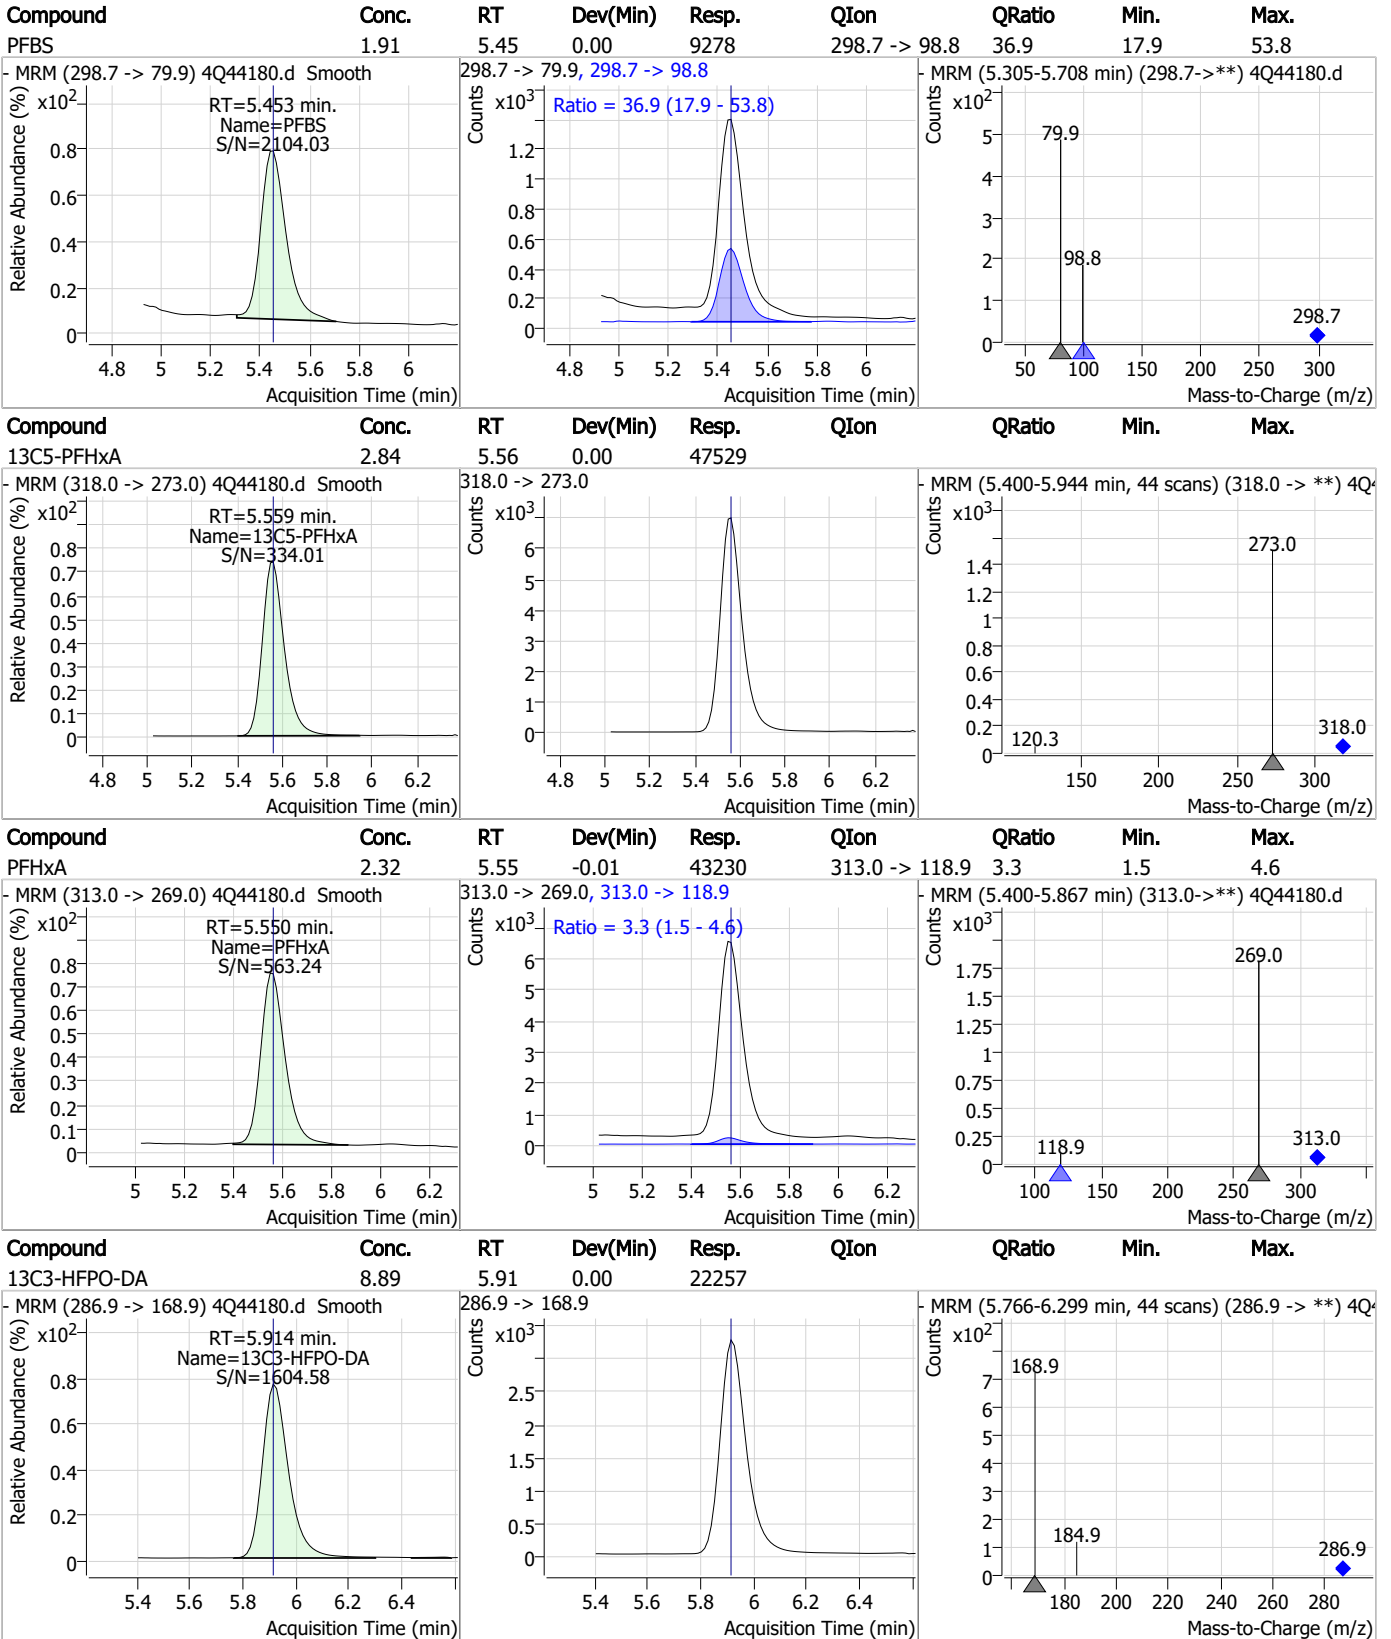 Compound Conc. RT Dev(Min) Resp. QIon QRatio Min. Max.
PFBS 1.91 5.45 0.00 9278 298.7 -> 98.8 36.9 17.9 53.8
- MRM (298.7 -> 79.9) 4Q44180.d Smooth
Relative Abundance (%)
x10²
RT=5.453 min.
Name=PFBS
S/N=2104.03
0.8
0.6
0.4
0.2
0
4.8 5 5.2 5.4 5.6 5.8 6
Acquisition Time (min)
298.7 -> 79.9, 298.7 -> 98.8
Counts
x10³
Ratio = 36.9 (17.9 - 53.8)
1.2
1
0.8
0.6
0.4
0.2
0
4.8 5 5.2 5.4 5.6 5.8 6
Acquisition Time (min)
- MRM (5.305-5.708 min) (298.7->**) 4Q44180.d
Counts
x10²
5
4
3
2
1
0
79.9
98.8
298.7
50 100 150 200 250 300
Mass-to-Charge (m/z)
Compound Conc. RT Dev(Min) Resp. QIon QRatio Min. Max.
13C5-PFHxA 2.84 5.56 0.00 47529
- MRM (318.0 -> 273.0) 4Q44180.d Smooth
Relative Abundance (%)
x10²
RT=5.559 min.
Name=13C5-PFHxA
S/N=334.01
0.8
0.7
0.6
0.5
0.4
0.3
0.2
0.1
0
4.8 5 5.2 5.4 5.6 5.8 6 6.2
Acquisition Time (min)
318.0 -> 273.0
Counts
x10³
6
5
4
3
2
1
0
4.8 5 5.2 5.4 5.6 5.8 6 6.2
Acquisition Time (min)
- MRM (5.400-5.944 min, 44 scans) (318.0 -> **) 4Q4
Counts
x10³
1.4
1.2
1
0.8
0.6
0.4
0.2
0
120.3
273.0
318.0
150 200 250 300
Mass-to-Charge (m/z)
Compound Conc. RT Dev(Min) Resp. QIon QRatio Min. Max.
PFHxA 2.32 5.55 -0.01 43230 313.0 -> 118.9 3.3 1.5 4.6
- MRM (313.0 -> 269.0) 4Q44180.d Smooth
Relative Abundance (%)
x10²
RT=5.550 min.
Name=PFHxA
S/N=563.24
0.8
0.7
0.6
0.5
0.4
0.3
0.2
0.1
0
5 5.2 5.4 5.6 5.8 6 6.2
Acquisition Time (min)
313.0 -> 269.0, 313.0 -> 118.9
Counts
x10³
Ratio = 3.3 (1.5 - 4.6)
6
5
4
3
2
1
0
5 5.2 5.4 5.6 5.8 6 6.2
Acquisition Time (min)
- MRM (5.400-5.867 min) (313.0->**) 4Q44180.d
Counts
x10³
1.75
1.5
1.25
1
0.75
0.5
0.25
0
118.9
269.0
313.0
100 150 200 250 300
Mass-to-Charge (m/z)
Compound Conc. RT Dev(Min) Resp. QIon QRatio Min. Max.
13C3-HFPO-DA 8.89 5.91 0.00 22257
- MRM (286.9 -> 168.9) 4Q44180.d Smooth
Relative Abundance (%)
x10²
RT=5.914 min.
Name=13C3-HFPO-DA
S/N=1604.58
0.8
0.6
0.4
0.2
0
5.4 5.6 5.8 6 6.2 6.4
Acquisition Time (min)
286.9 -> 168.9
Counts
x10³
2.5
2
1.5
1
0.5
0
5.4 5.6 5.8 6 6.2 6.4
Acquisition Time (min)
- MRM (5.766-6.299 min, 44 scans) (286.9 -> **) 4Q4
Counts
x10²
7
6
5
4
3
2
1
0
168.9
184.9
286.9
180 200 220 240 260 280
Mass-to-Charge (m/z)